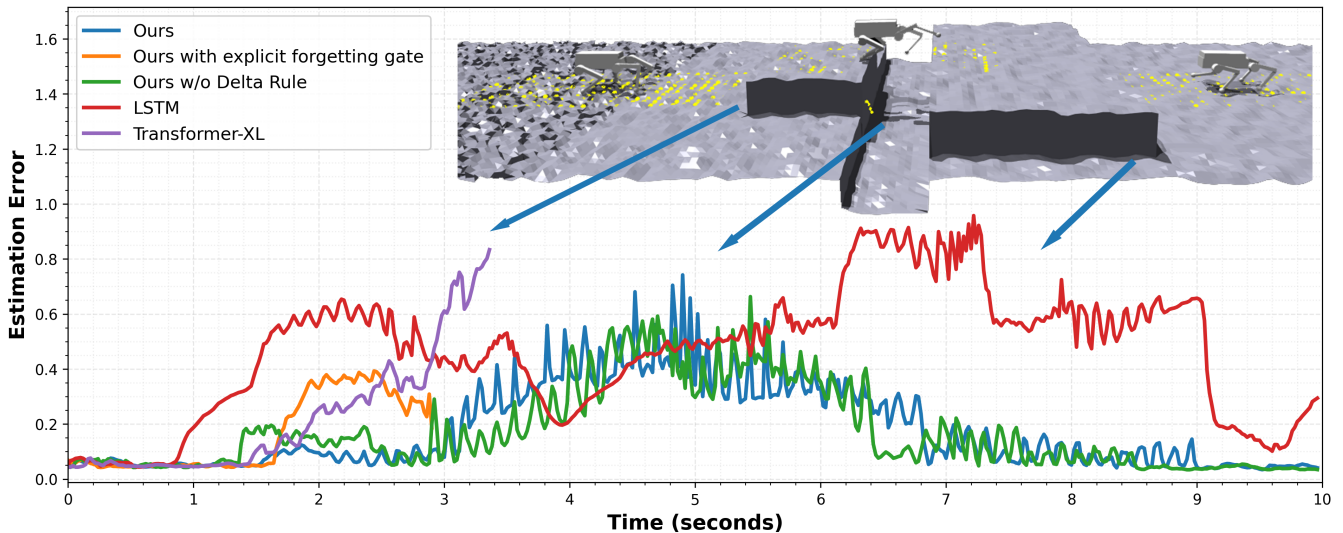 Ours
Ours with explicit forgetting gate
Ours w/o Delta Rule
LSTM
Transformer-XL
Estimation Error
1.6
1.4
1.2
1.0
0.8
0.6
0.4
0.2
0.0
0 1 2 3 4 5 6 7 8 9 10
Time (seconds)